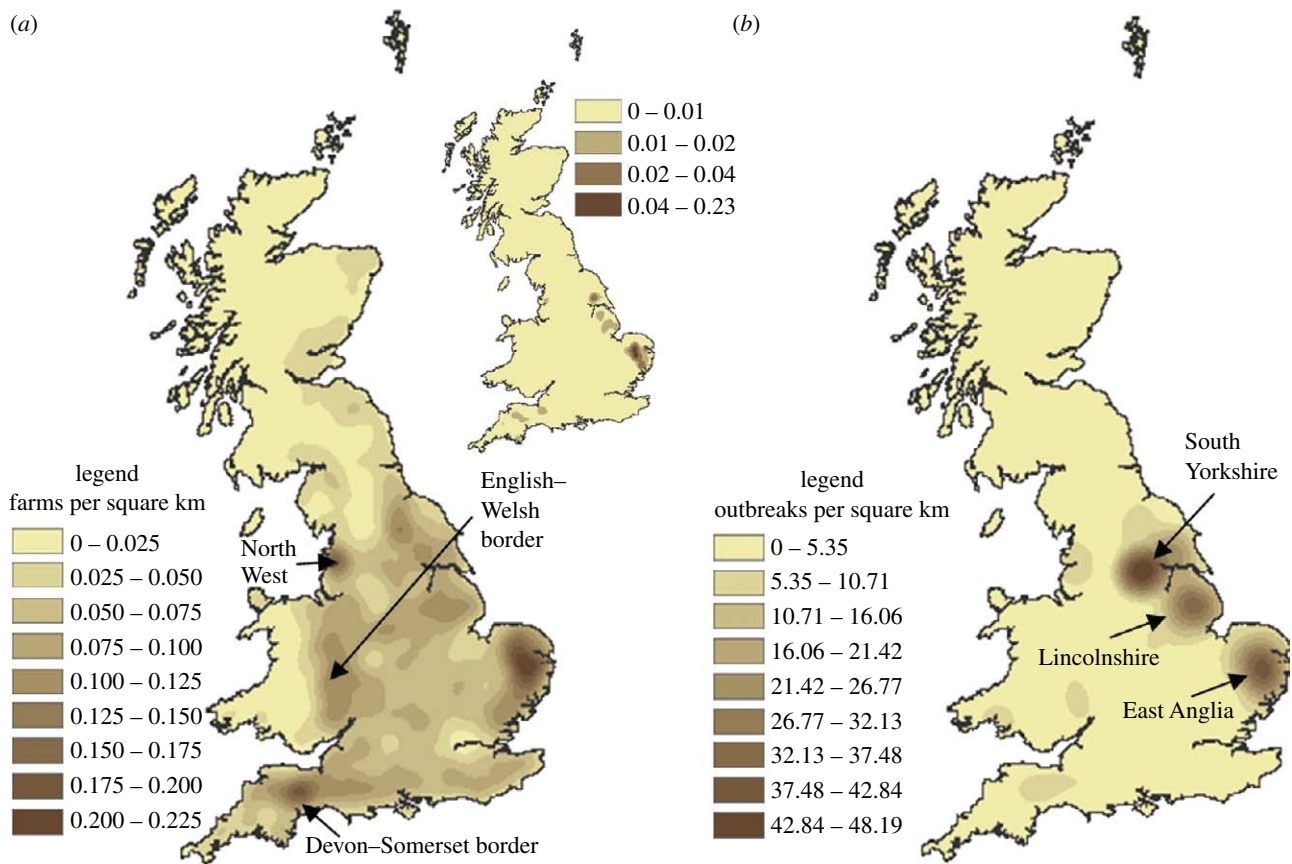 (a)
0 – 0.01
0.01 – 0.02
0.02 – 0.04
0.04 – 0.23
legend
farms per square km
0 – 0.025
0.025 – 0.050
0.050 – 0.075
0.075 – 0.100
0.100 – 0.125
0.125 – 0.150
0.150 – 0.175
0.175 – 0.200
0.200 – 0.225
English–
Welsh
border
North
West
Devon–Somerset border
(b)
legend
outbreaks per square km
0 – 5.35
5.35 – 10.71
10.71 – 16.06
16.06 – 21.42
21.42 – 26.77
26.77 – 32.13
32.13 – 37.48
37.48 – 42.84
42.84 – 48.19
South
Yorkshire
Lincolnshire
East Anglia